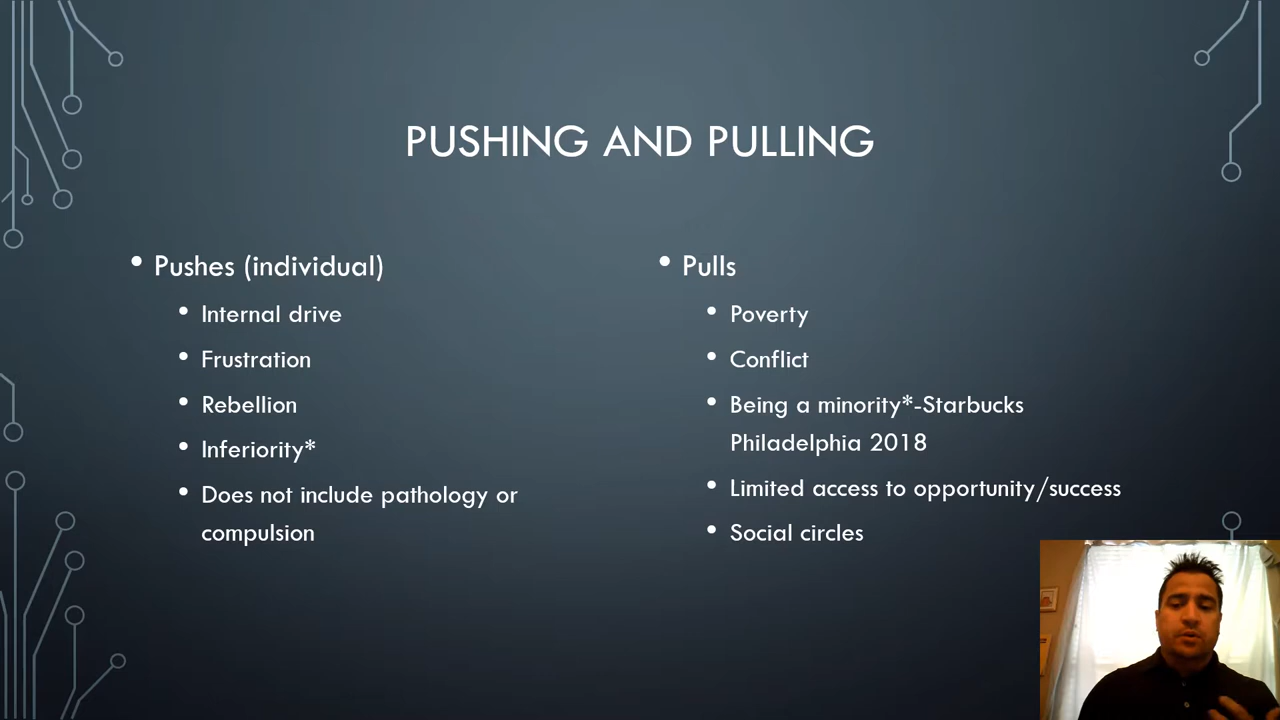 PUSHING AND PULLING
• Pushes (individual)
• Internal drive
• Frustration
• Rebellion
• Inferiority*
• Does not include pathology or
compulsion
• Pulls
• Poverty
• Conflict
• Being a minority*-Starbucks
Philadelphia 2018
• Limited access to opportunity/success
• Social circles